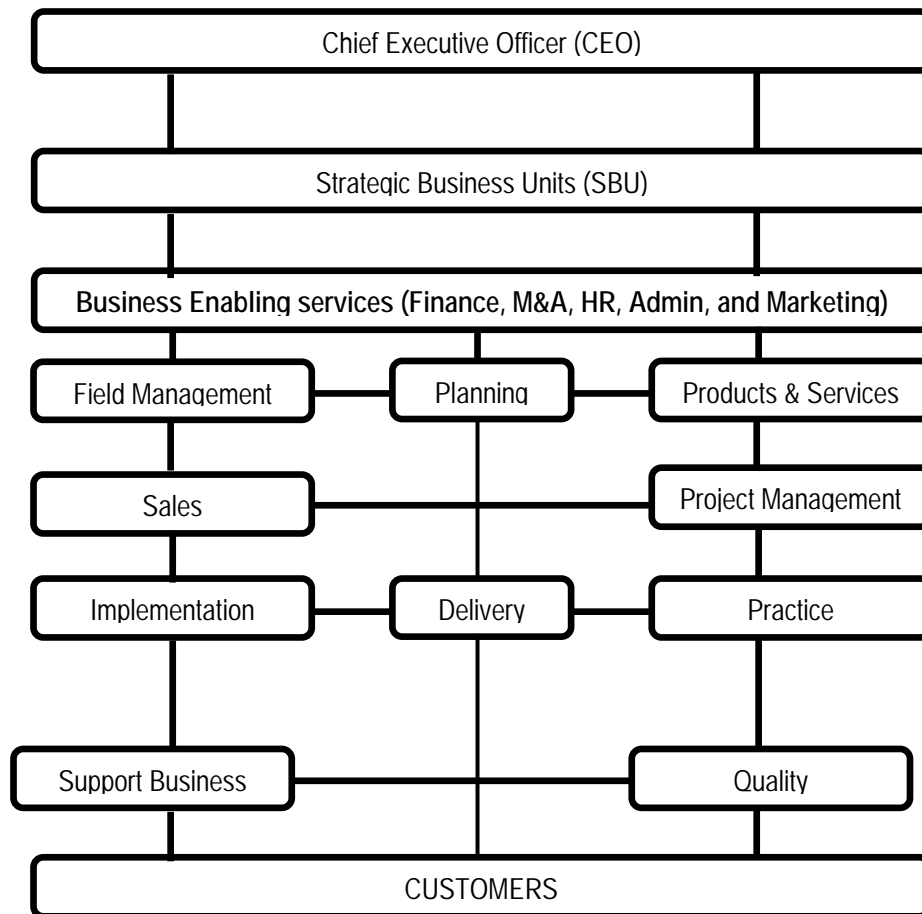 Chief Executive Officer (CEO)
Strategic Business Units (SBU)
Business Enabling services (Finance, M&A, HR, Admin, and Marketing)
Field Management
Planning
Products & Services
Sales
Project Management
Implementation
Delivery
Practice
Support Business
Quality
CUSTOMERS